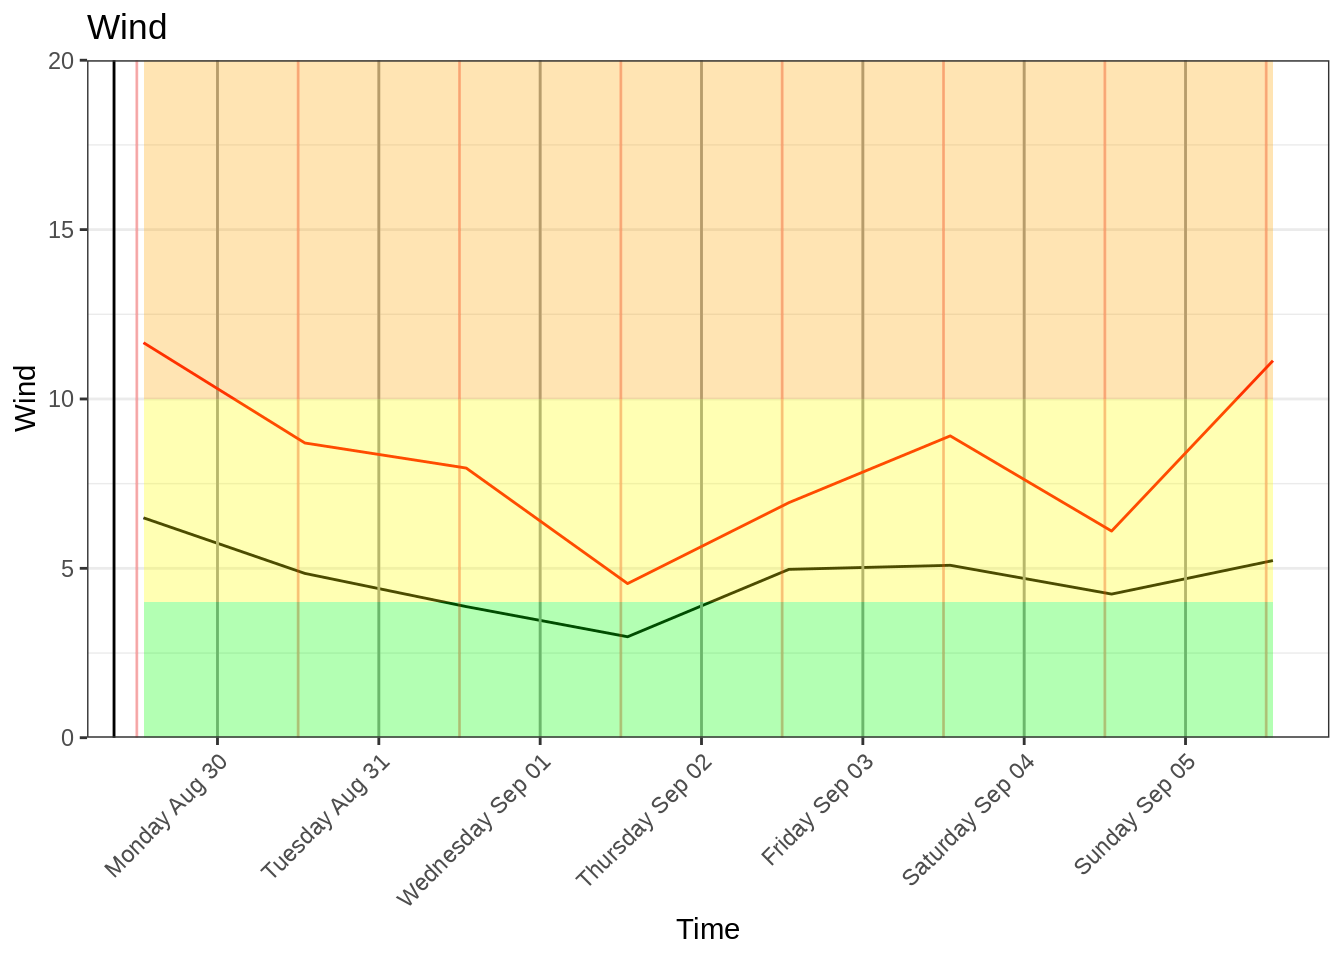 Wind
20
15
10
5
0
Wind
Monday Aug 30
Tuesday Aug 31
Wednesday Sep 01
Thursday Sep 02
Friday Sep 03
Saturday Sep 04
Sunday Sep 05
Time